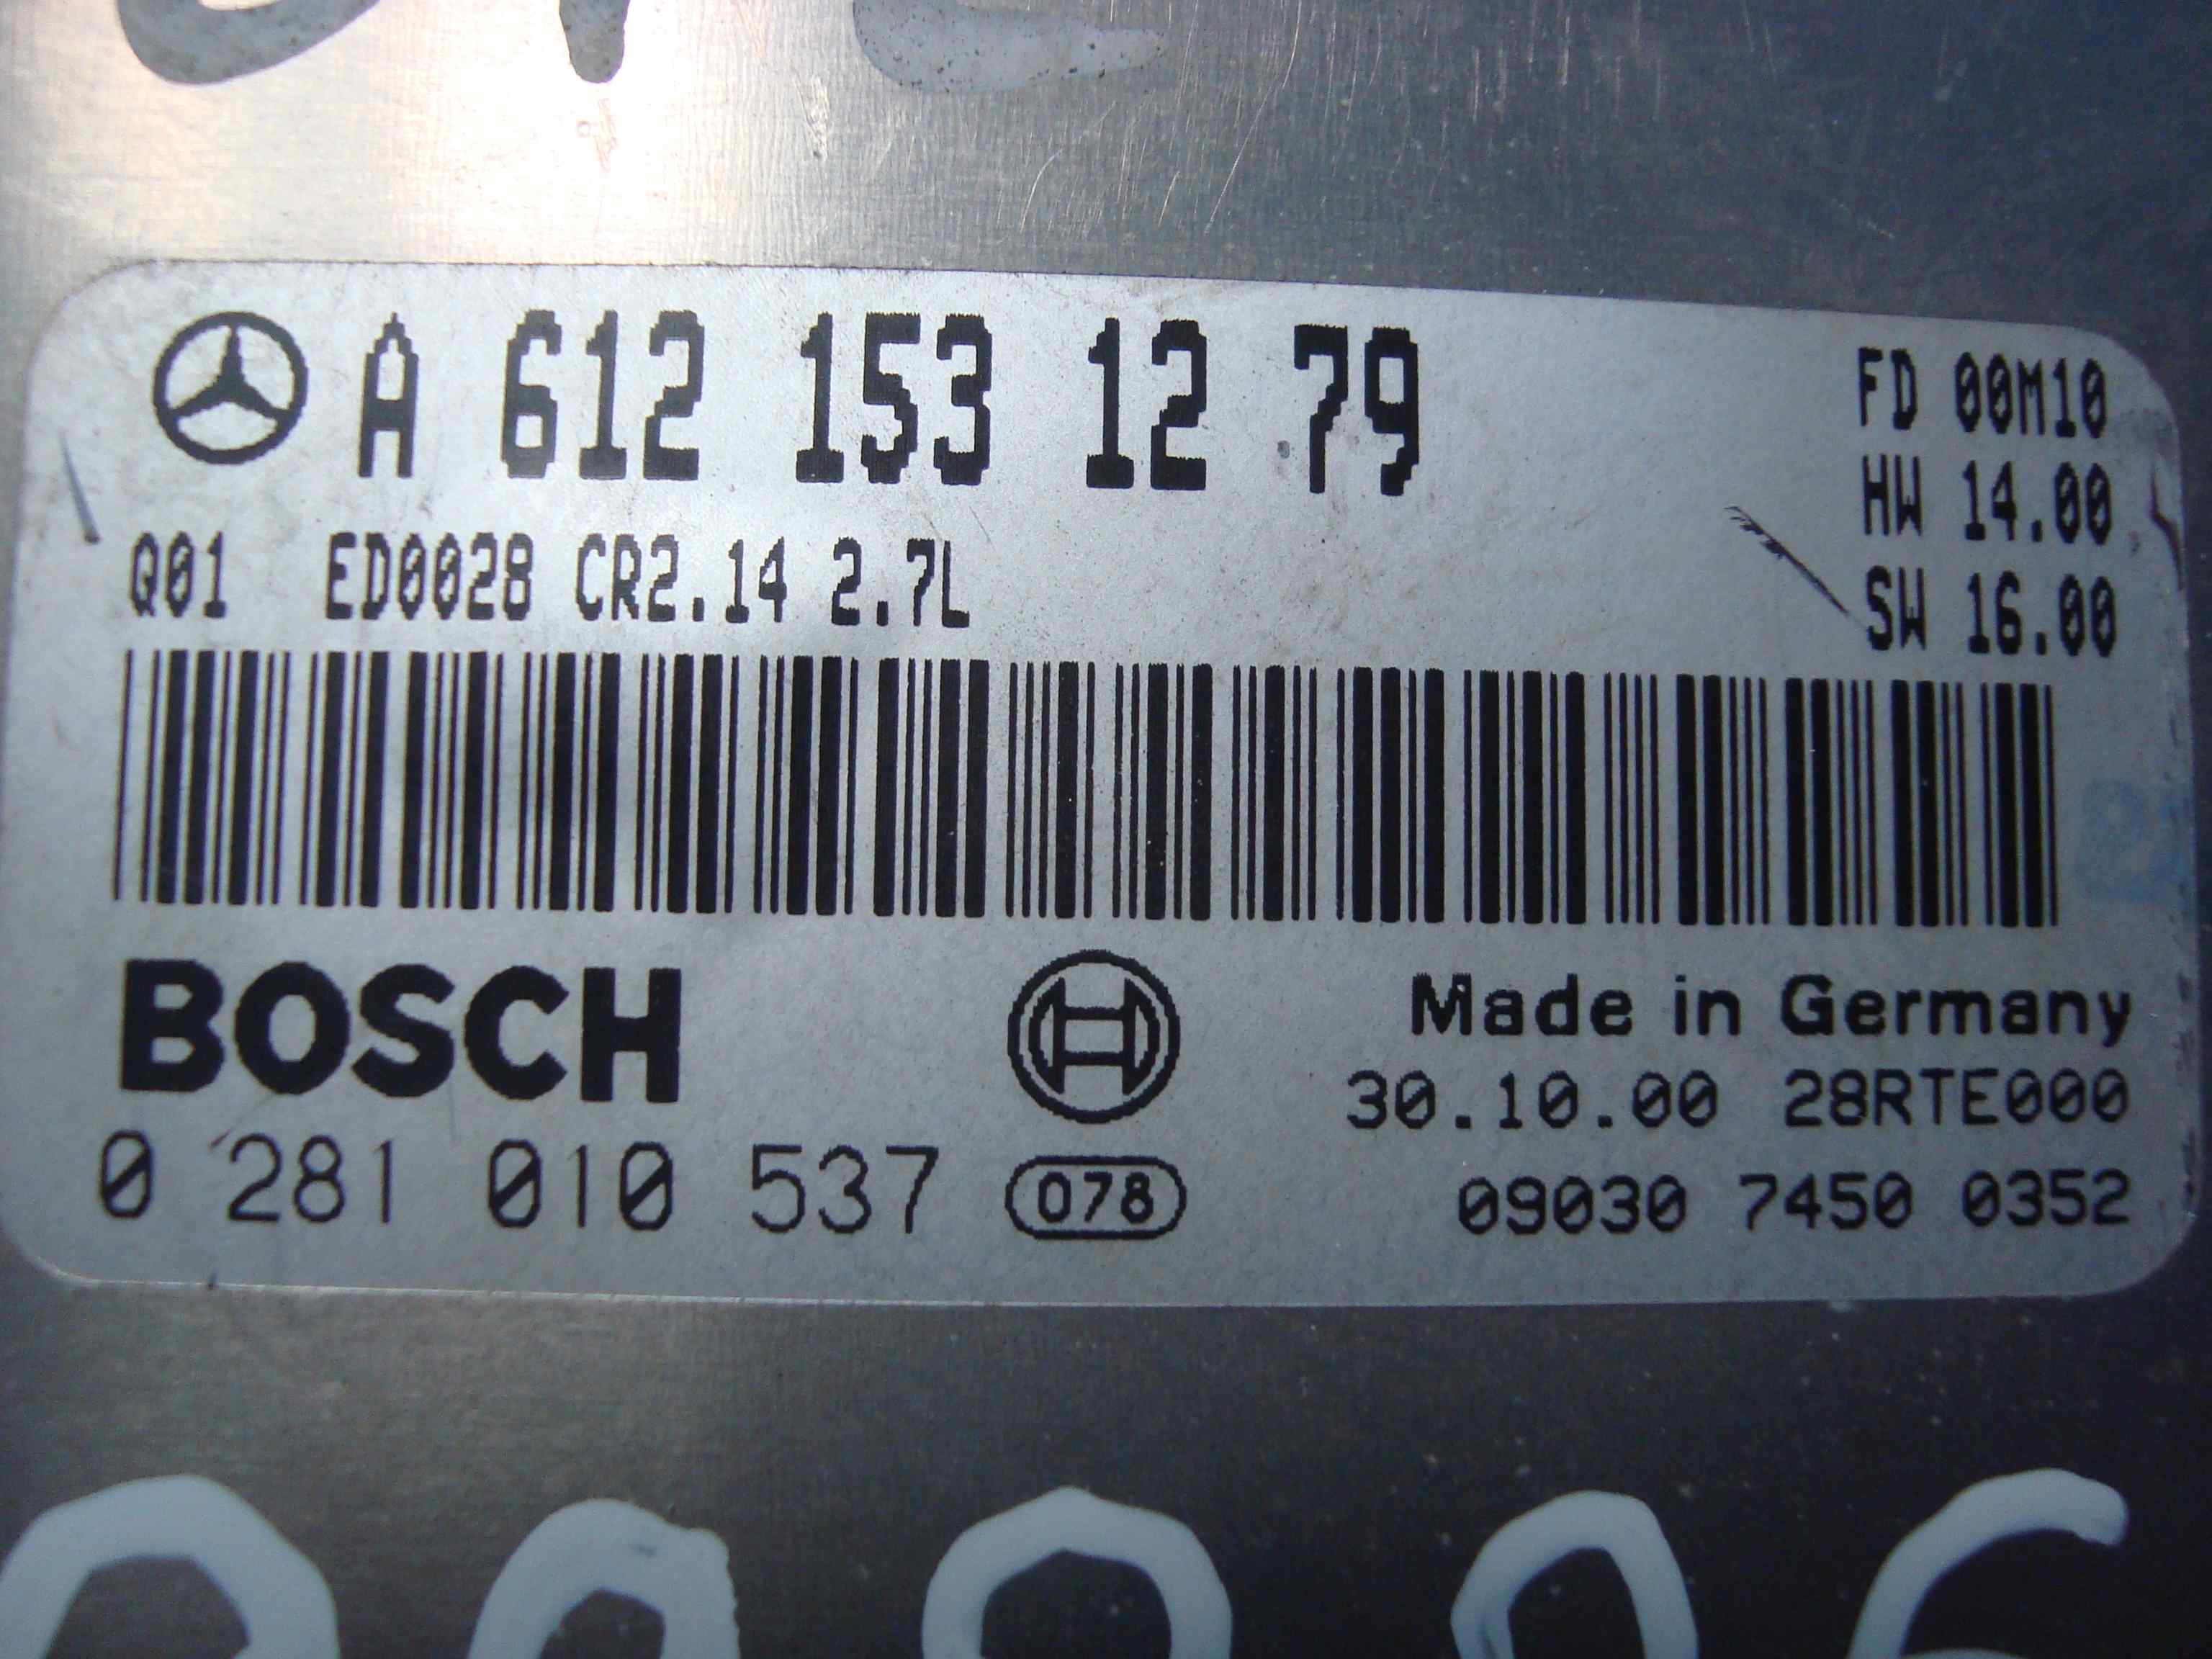 A 612 153 12 79
FD 00M10
HW 14.00
SW 16.00
Q01 ED0028 CR2.14 2.7L
BOSCH
Made in Germany
30.10.00 28RTE000
0 281 010 537
078
09030 7450 0352